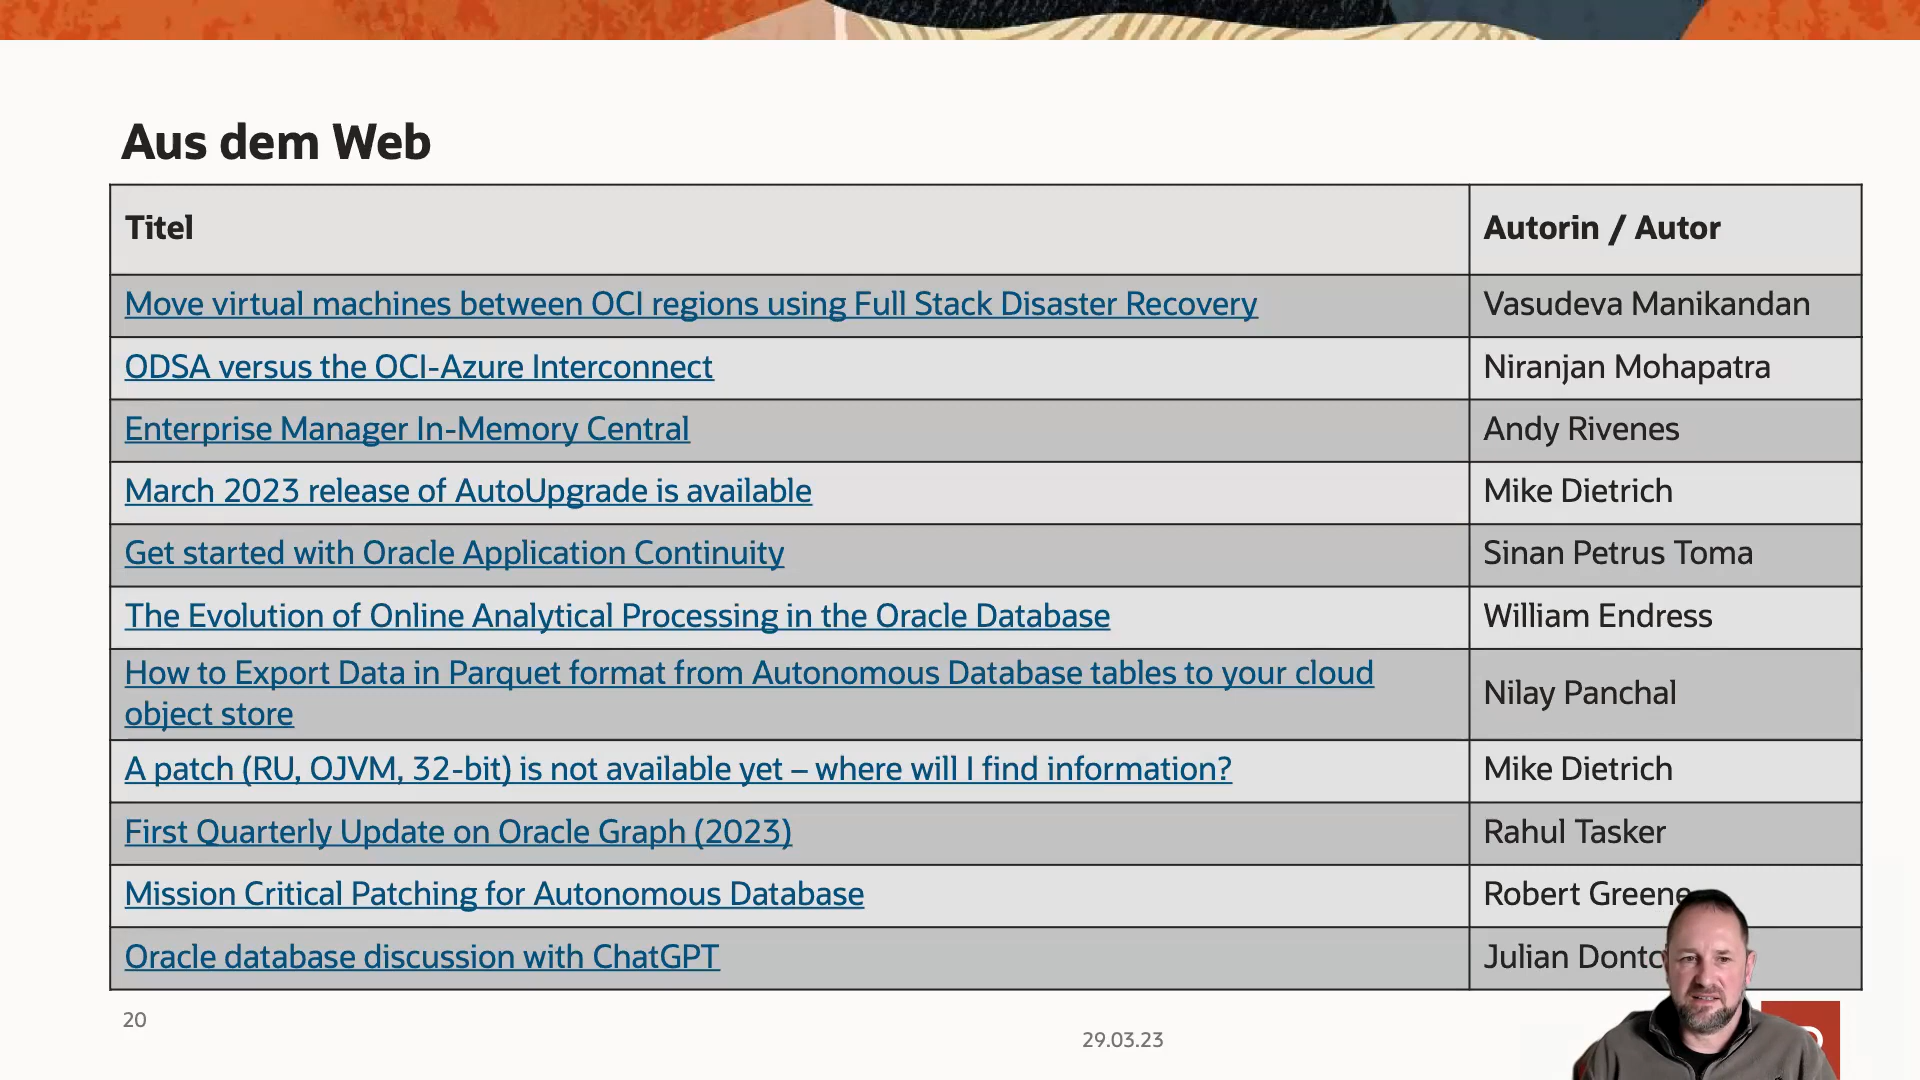 Aus dem Web
Titel
Autorin / Autor
Move virtual machines between OCI regions using Full Stack Disaster Recovery
Vasudeva Manikandan
ODSA versus the OCI-Azure Interconnect
Niranjan Mohapatra
Enterprise Manager In-Memory Central
Andy Rivenes
March 2023 release of AutoUpgrade is available
Mike Dietrich
Get started with Oracle Application Continuity
Sinan Petrus Toma
The Evolution of Online Analytical Processing in the Oracle Database
William Endress
How to Export Data in Parquet format from Autonomous Database tables to your cloud
object store
Nilay Panchal
A patch (RU, OJVM, 32-bit) is not available yet – where will I find information?
Mike Dietrich
First Quarterly Update on Oracle Graph (2023)
Rahul Tasker
Mission Critical Patching for Autonomous Database
Robert Greene
Oracle database discussion with ChatGPT
Julian
20
29.03.23